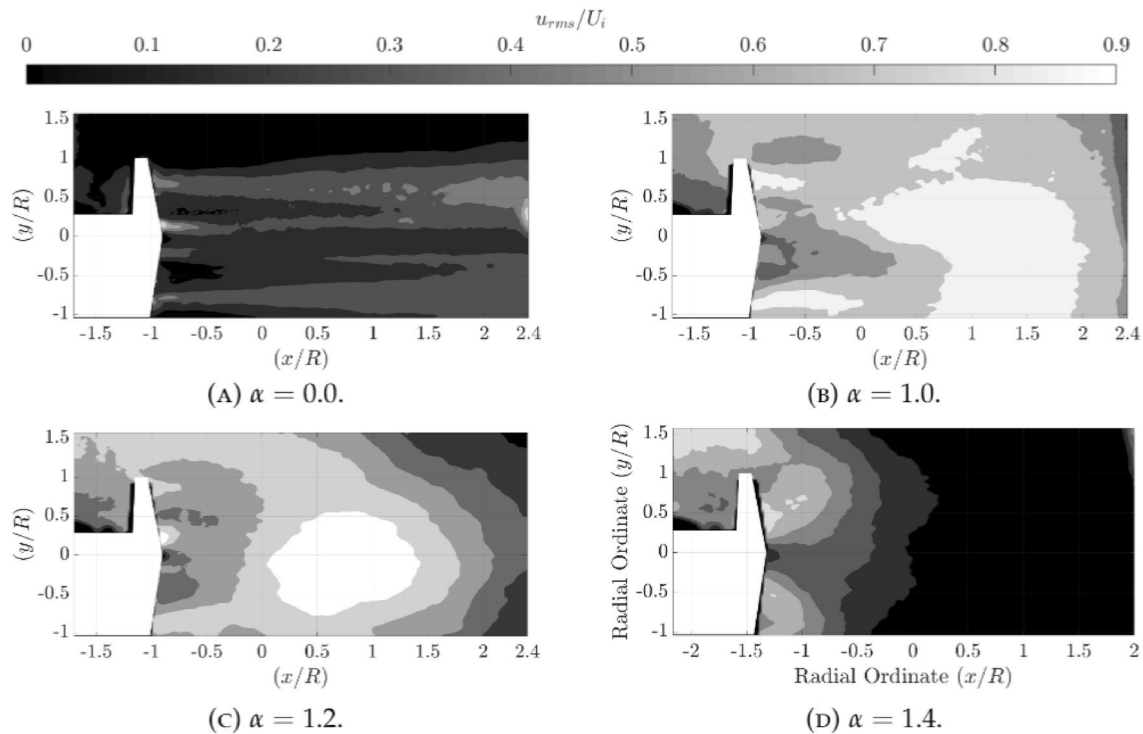 u_{rms}/U_i
0 0.1 0.2 0.3 0.4 0.5 0.6 0.7 0.8 0.9
1.5
1
0.5
0
-0.5
-1
(y/R)
-1.5 -1 -0.5 0 0.5 1 1.5 2 2.4
(x/R)
(A) α = 0.0.
1.5
1
0.5
0
-0.5
-1
(y/R)
-1.5 -1 -0.5 0 0.5 1 1.5 2 2.4
(x/R)
(B) α = 1.0.
1.5
1
0.5
0
-0.5
-1
(y/R)
-1.5 -1 -0.5 0 0.5 1 1.5 2 2.4
(x/R)
(C) α = 1.2.
1.5
1
0.5
0
-0.5
-1
Radial Ordinate (y/R)
-2 -1.5 -1 -0.5 0 0.5 1 1.5 2
Radial Ordinate (x/R)
(D) α = 1.4.